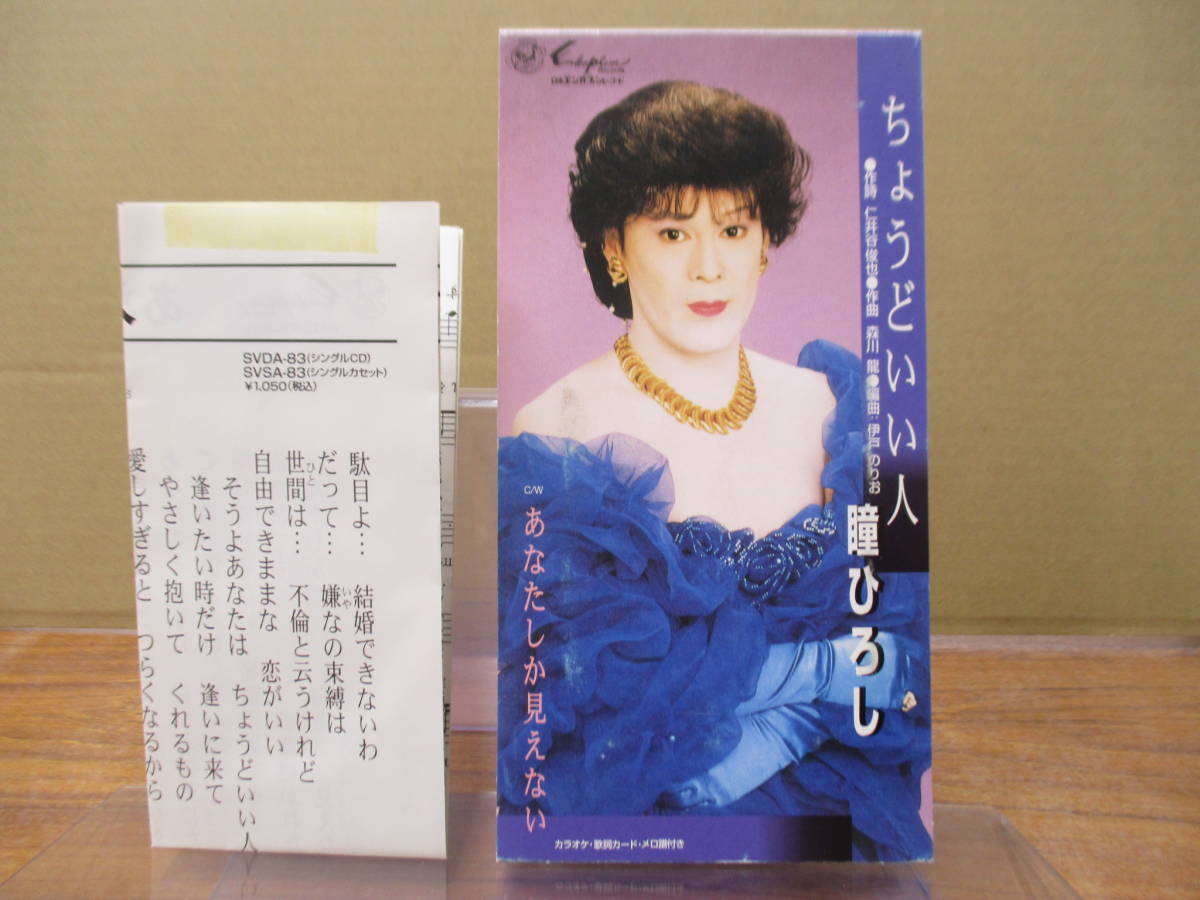 ちょうどいい人
●作詩 仁井谷俊也●作曲 森川 龍●編曲:伊戸 のりお
瞳ひろし
C/W
あなたしか見えない
カラオケ・歌詞カード・メロ譜付き
SVDA-83(シングルCD)
SVSA-83(シングルカセット)
¥1,050(税込)
駄目よ… 結婚できないわ
だって… 嫌なの束縛は
いや
世間は… 不倫と云うけれど
ひと
自由できままな 恋がいい
そうよあなたは ちょうどいい人
逢いたい時だけ 逢いに来て
やさしく抱いて くれるもの
愛しすぎると つらくなるから